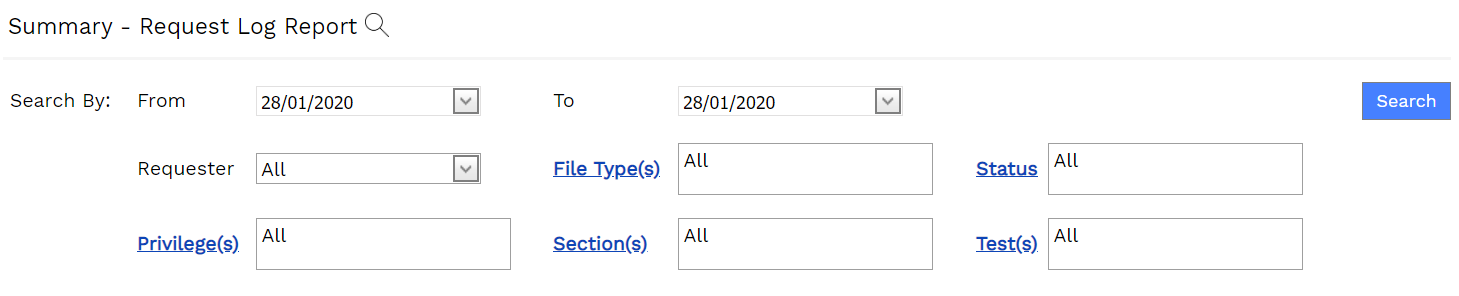 Summary - Request Log Report
Search By: From 28/01/2020 To 28/01/2020 Search
Requester All File Type(s) All Status All
Privilege(s) All Section(s) All Test(s) All